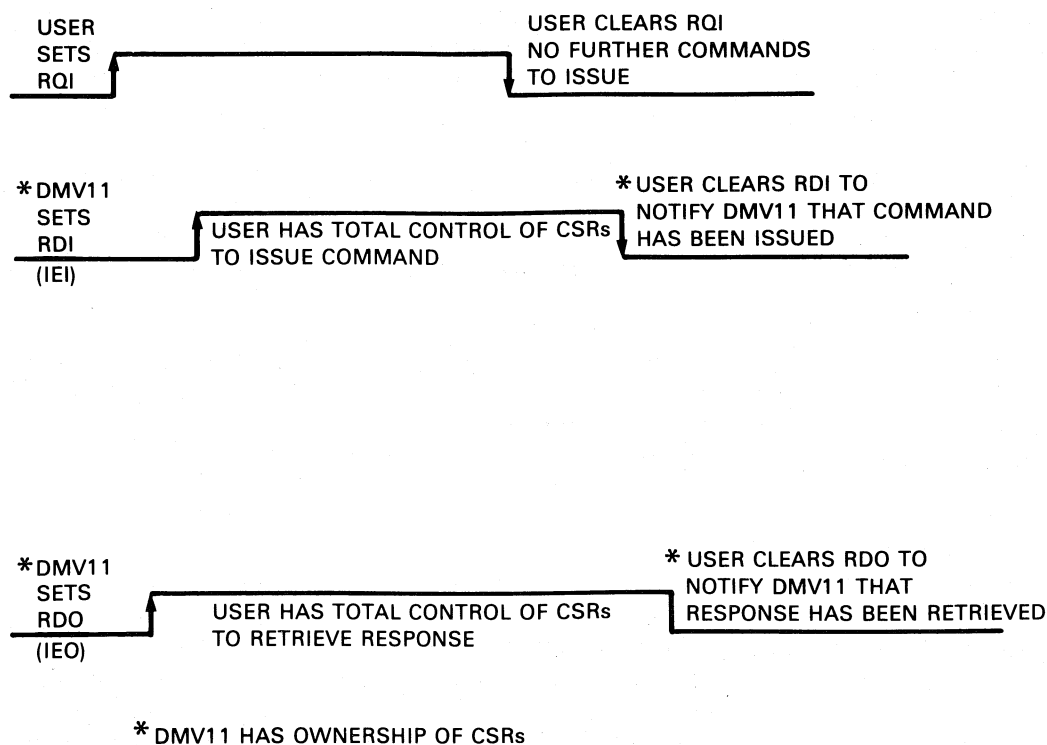 USER
SETS
RQI
USER CLEARS RQI
NO FURTHER COMMANDS
TO ISSUE
*DMV11
SETS
RDI
(IEI)
USER HAS TOTAL CONTROL OF CSRs
TO ISSUE COMMAND
*USER CLEARS RDI TO
NOTIFY DMV11 THAT COMMAND
HAS BEEN ISSUED
*DMV11
SETS
RDO
(IEO)
USER HAS TOTAL CONTROL OF CSRs
TO RETRIEVE RESPONSE
* USER CLEARS RDO TO
NOTIFY DMV11 THAT
RESPONSE HAS BEEN RETRIEVED
* DMV11 HAS OWNERSHIP OF CSRs